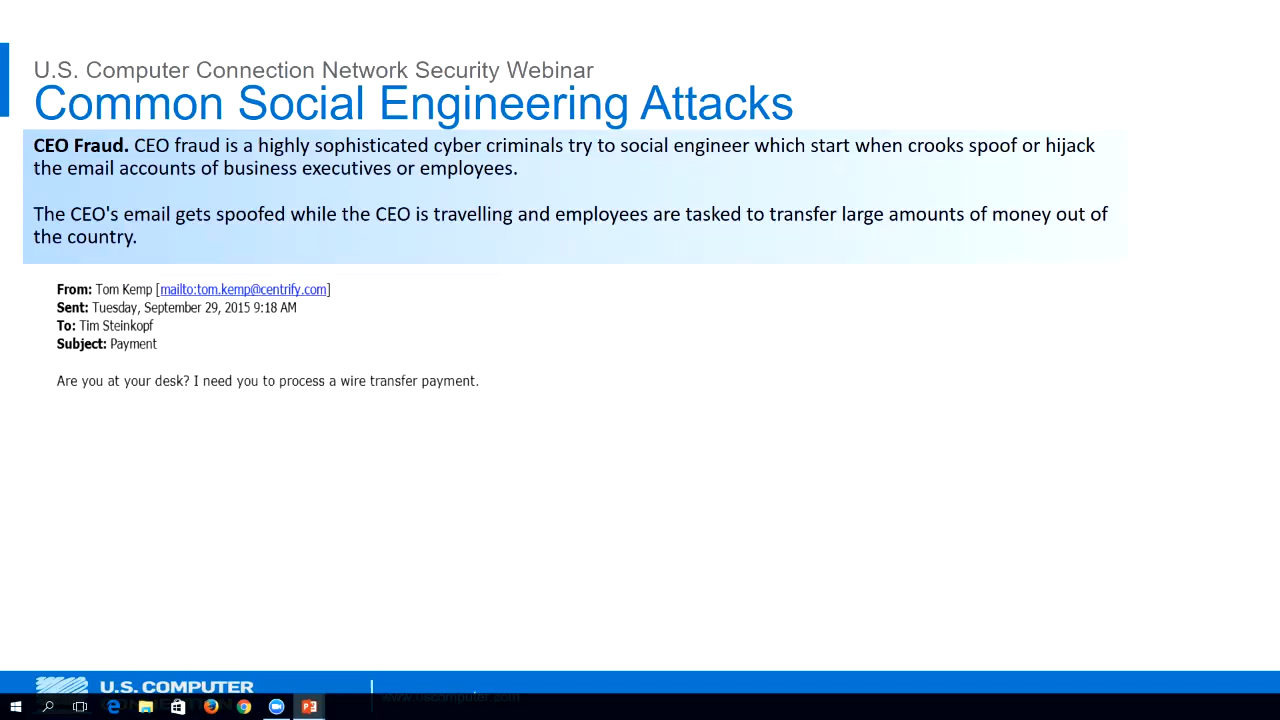 U.S. Computer Connection Network Security Webinar
Common Social Engineering Attacks
CEO Fraud. CEO fraud is a highly sophisticated cyber criminals try to social engineer which start when crooks spoof or hijack
the email accounts of business executives or employees.
The CEO's email gets spoofed while the CEO is travelling and employees are tasked to transfer large amounts of money out of
the country.
From: Tom Kemp [mailto:tom.kemp@centrify.com]
Sent: Tuesday, September 29, 2015 9:18 AM
To: Tim Steinkopf
Subject: Payment
Are you at your desk? I need you to process a wire transfer payment.
U.S. COMPUTER
www.uscomputer.com